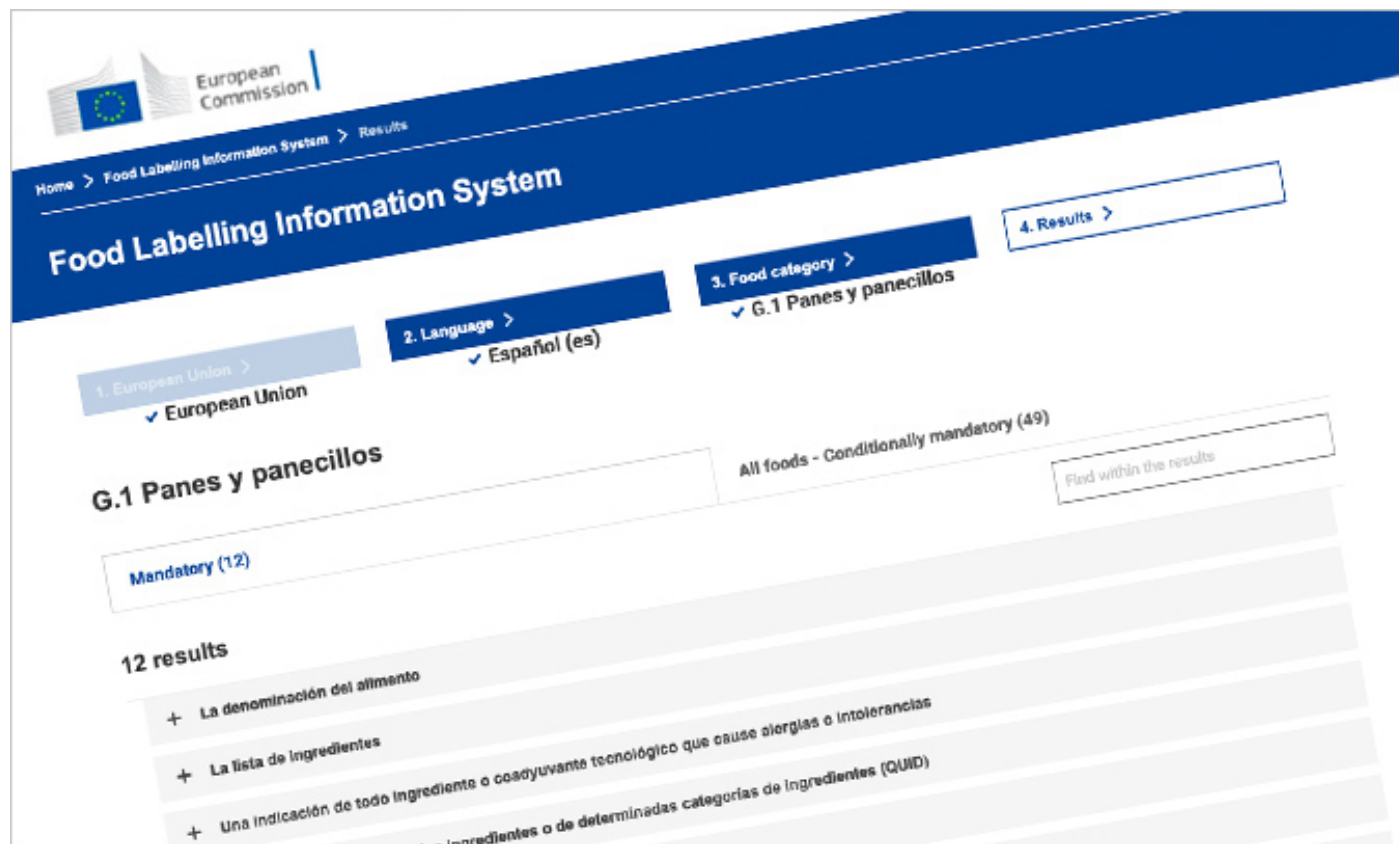 European
Commission
Home > Food Labelling Information System > Results
Food Labelling Information System
1. European Union >
European Union
2. Language >
Español (es)
3. Food category >
G.1 Panes y panecillos
4. Results >
G.1 Panes y panecillos
Mandatory (12)
All foods - Conditionally mandatory (49)
Find within the results
12 results
+ La denominación del alimento
+ La lista de ingredientes
+ Una indicación de todo ingrediente o coadyuvante tecnológico que cause alergias o intolerancias
ingredientes o de determinadas categorías de ingredientes (QUID)